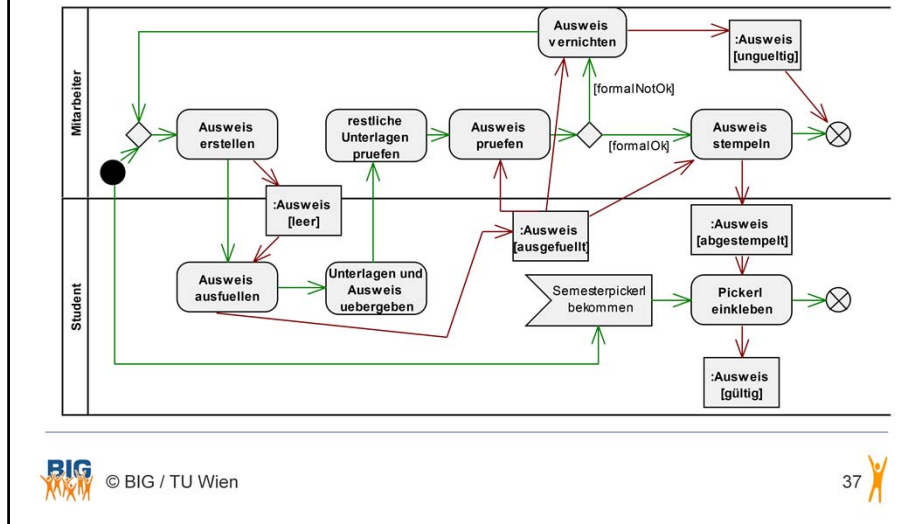 Mitarbeiter
Ausweis
vernichten
:Ausweis
[ungueltig]
[formalNotOk]
Ausweis
erstellen
restliche
Unterlagen
pruefen
Ausweis
pruefen
[formalOk]
Ausweis
stempeln
Student
:Ausweis
[leer]
:Ausweis
[ausgefuellt]
:Ausweis
[abgestempelt]
Ausweis
ausfuellen
Unterlagen und
Ausweis
uebergeben
Semesterpickerl
bekommen
Pickerl
einkleben
:Ausweis
[gültig]
BIG
© BIG / TU Wien
37